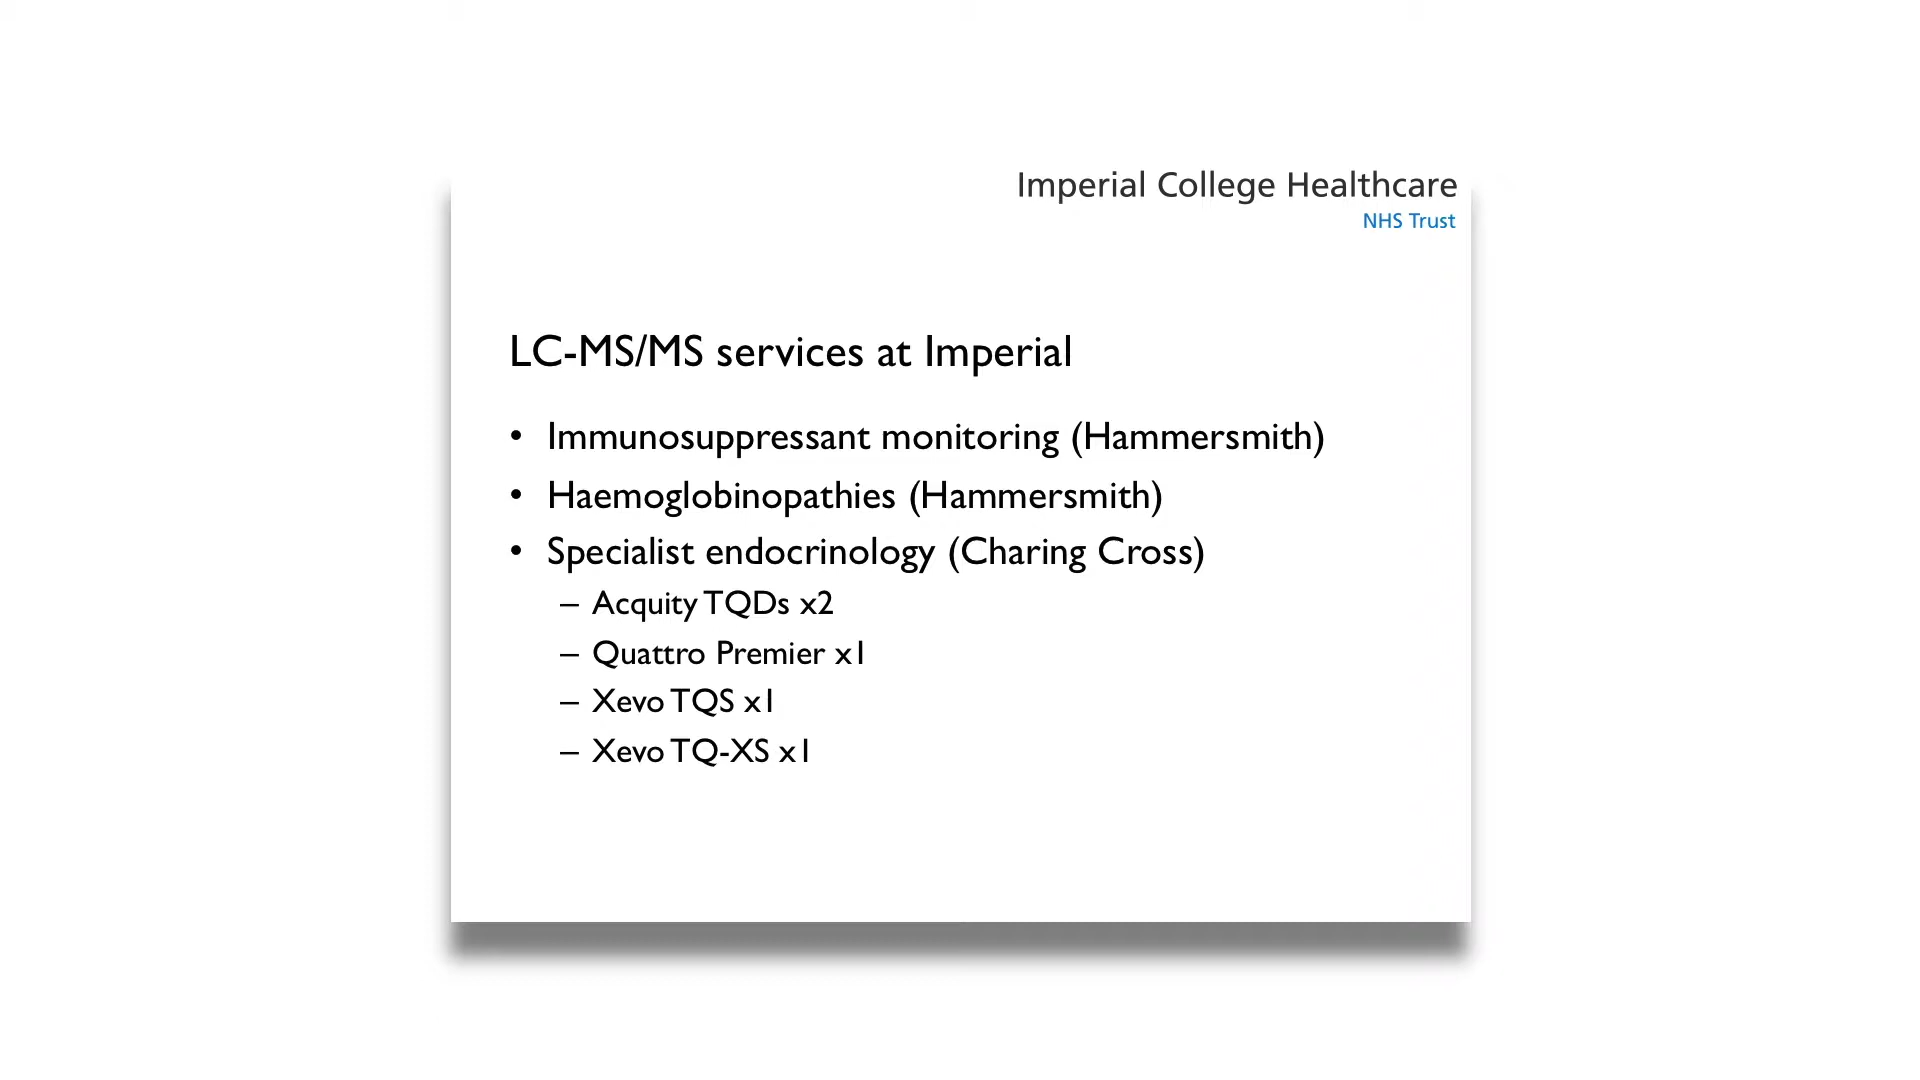 Imperial College Healthcare
NHS Trust
LC-MS/MS services at Imperial
• Immunosuppressant monitoring (Hammersmith)
• Haemoglobinopathies (Hammersmith)
• Specialist endocrinology (Charing Cross)
– Acquity TQDs x2
– Quattro Premier x1
– Xevo TQS x1
– Xevo TQ-XS x1